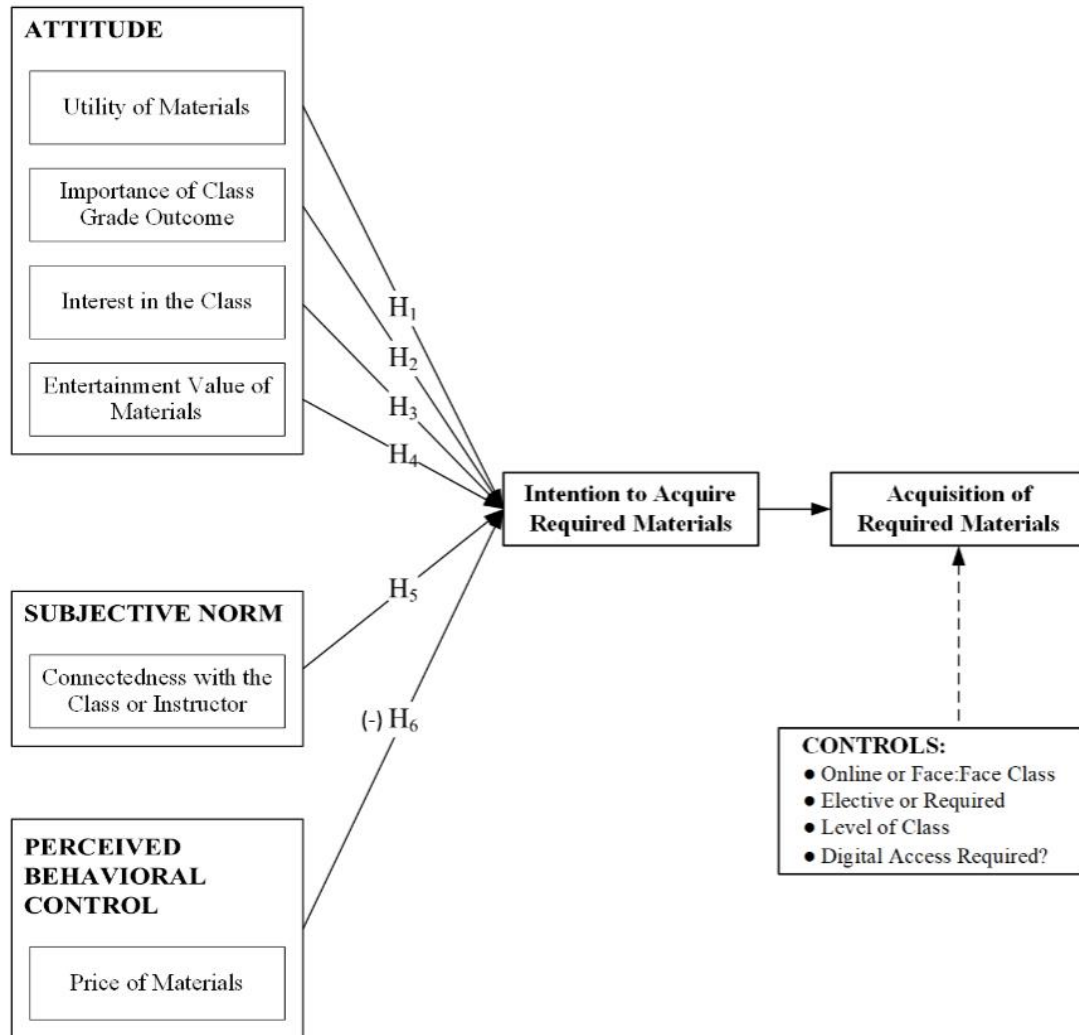 ATTITUDE
Utility of Materials
Importance of Class
Grade Outcome
Interest in the Class
Entertainment Value of
Materials
H₁
H₂
H₃
H₄
Intention to Acquire
Required Materials
Acquisition of
Required Materials
H₅
SUBJECTIVE NORM
Connectedness with the
Class or Instructor
(-) H₆
PERCEIVED
BEHAVIORAL
CONTROL
Price of Materials
CONTROLS:
● Online or Face:Face Class
● Elective or Required
● Level of Class
● Digital Access Required?